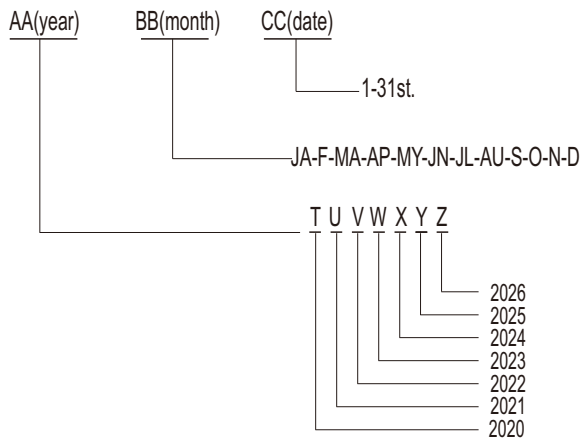 AA(year) BB(month) CC(date)
1-31st.
JA-F-MA-AP-MY-JN-JL-AU-S-O-N-D
T U V W X Y Z
2026
2025
2024
2023
2022
2021
2020